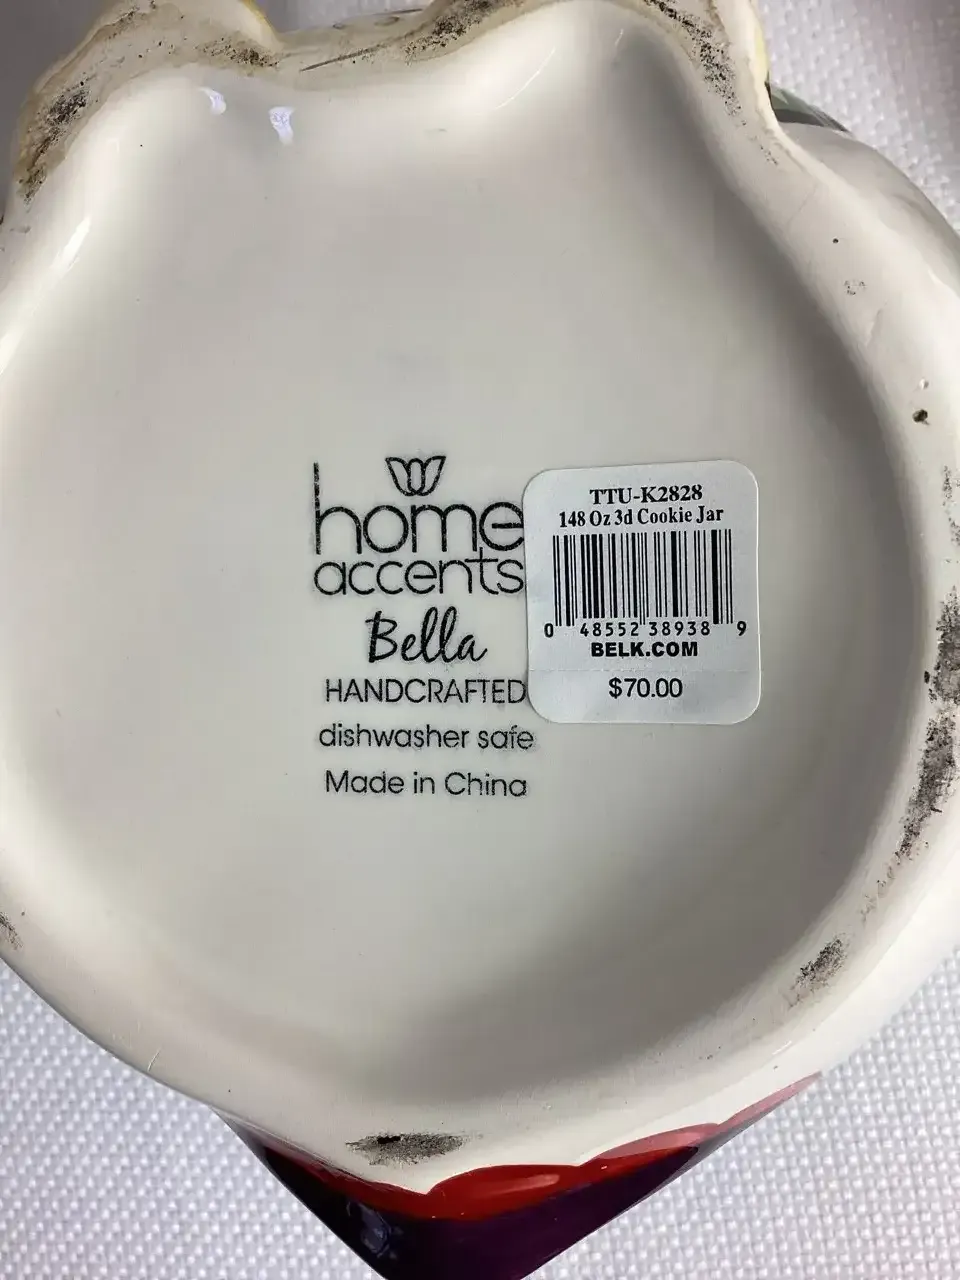 home
accents
Bella
HANDCRAFTED
dishwasher safe
Made in China
TTU-K2828
148 Oz 3d Cookie Jar
0 48552 38938 9
BELK.COM
$70.00